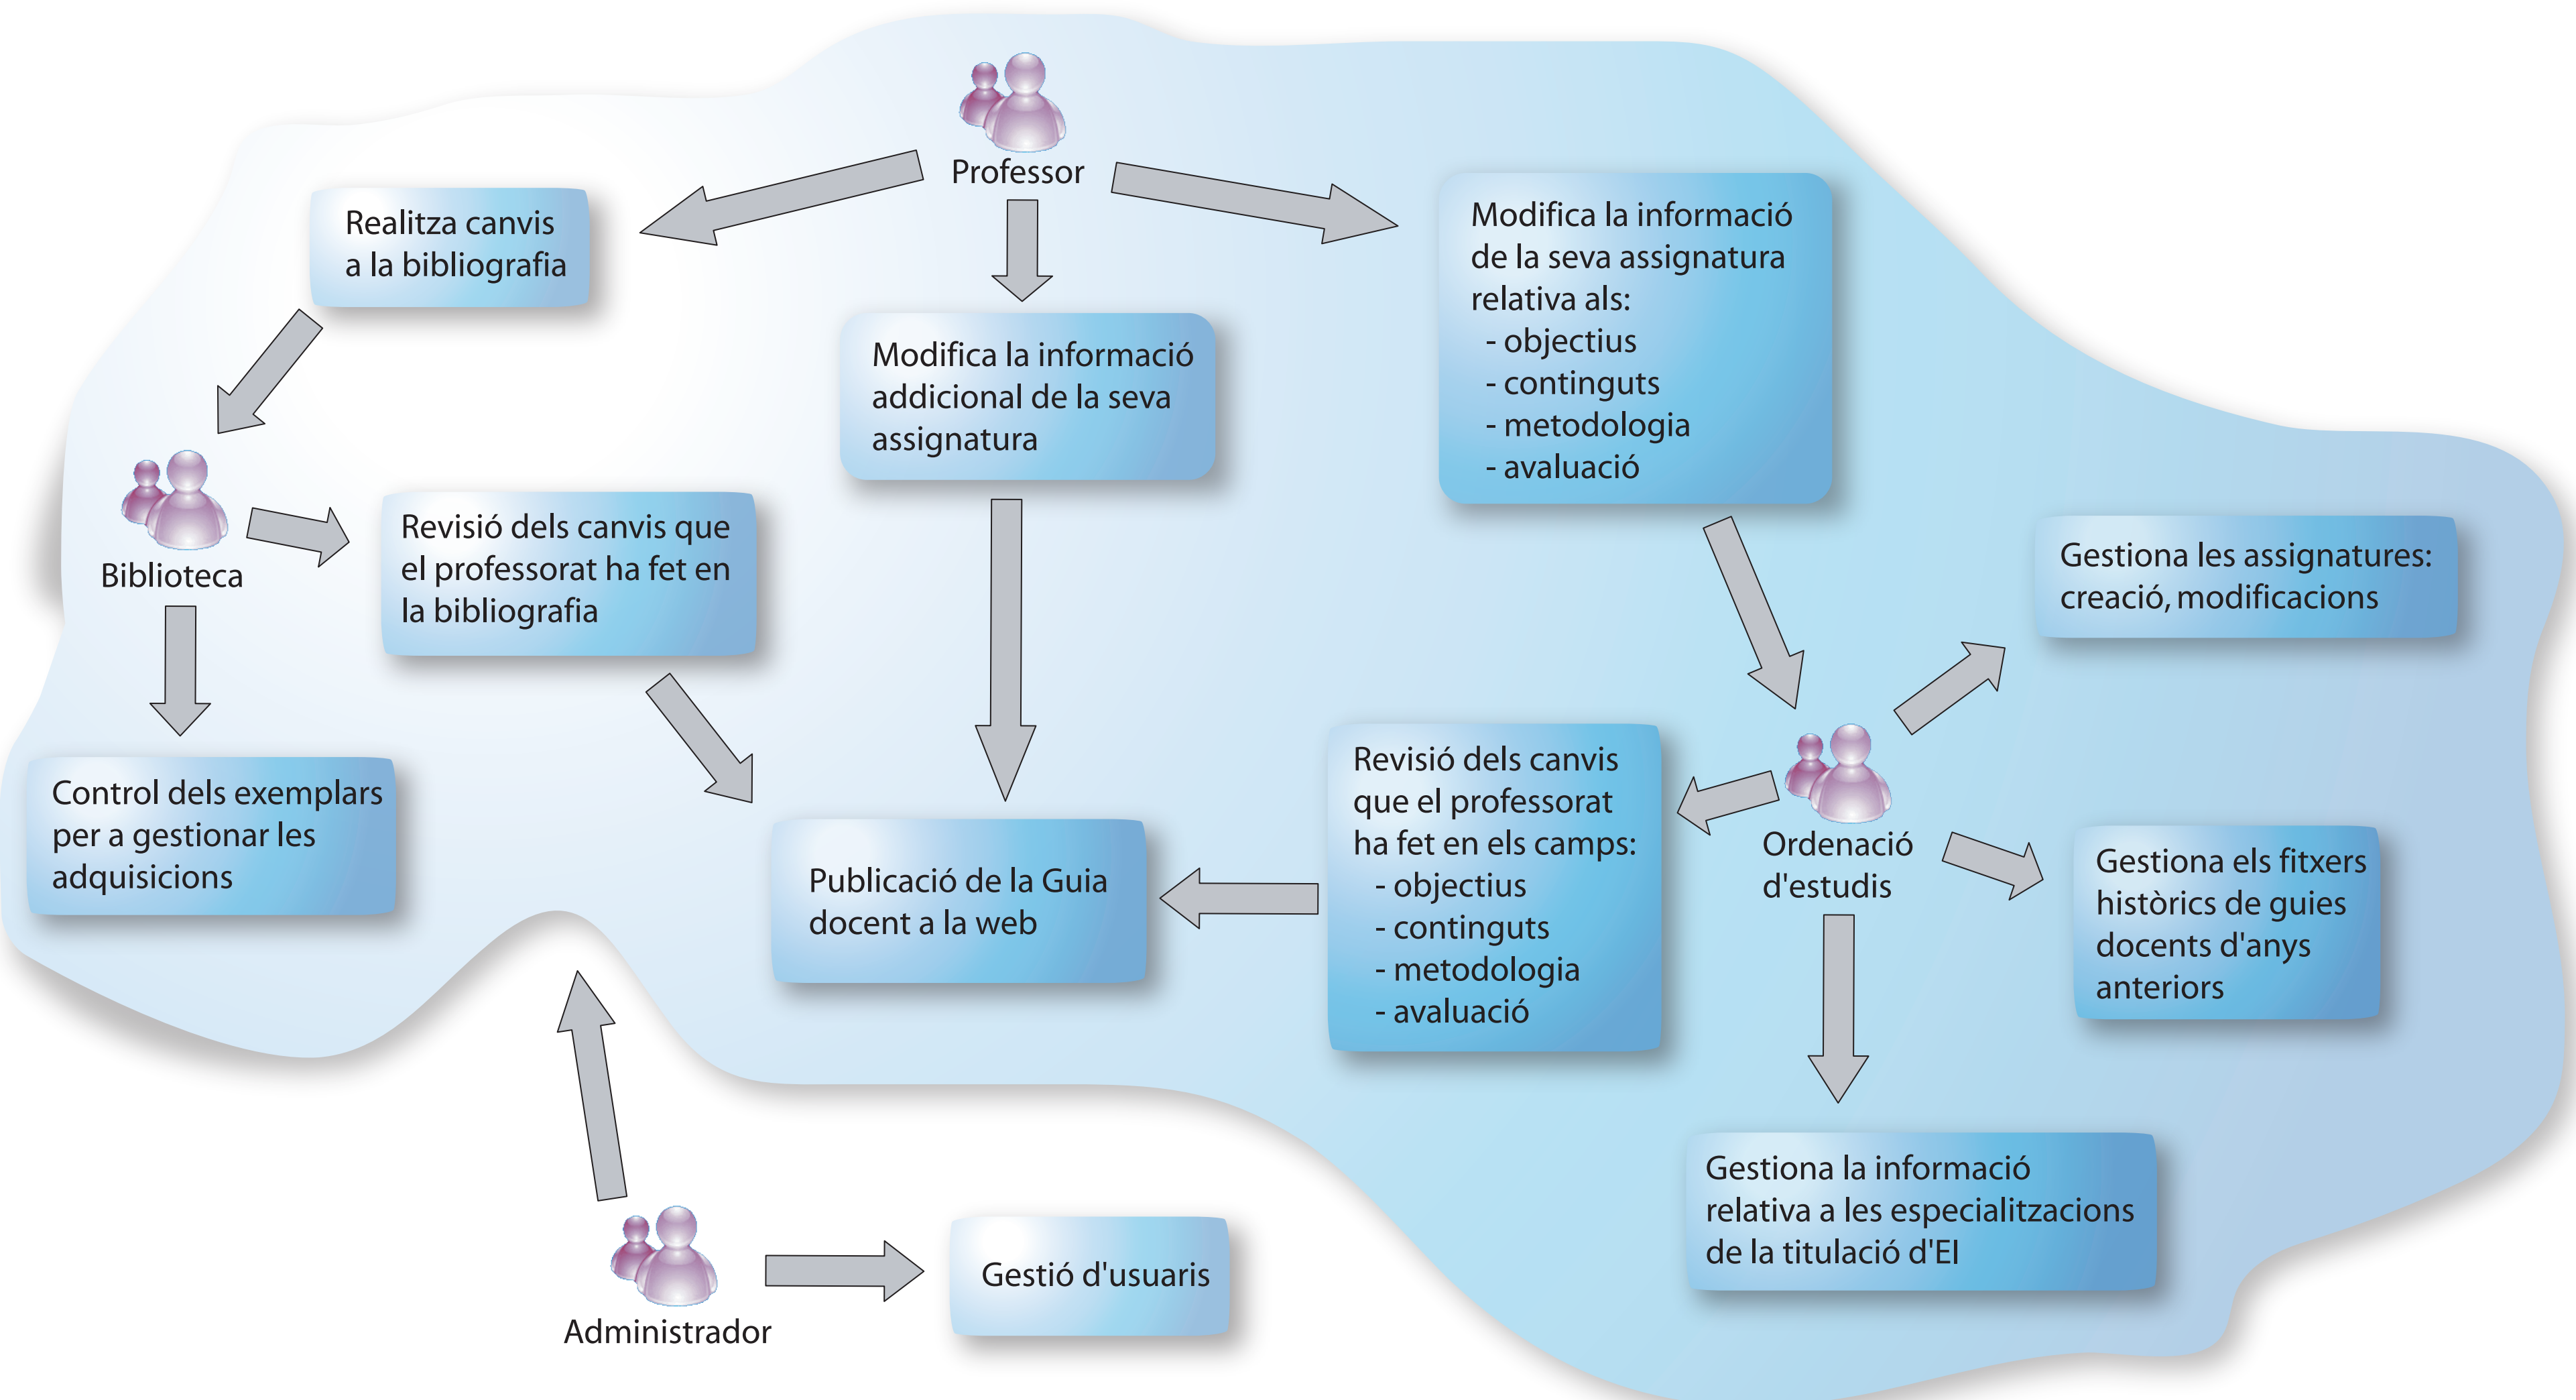 Professor
Realitza canvis
a la bibliografia
Modifica la informació
addicional de la seva
assignatura
Modifica la informació
de la seva assignatura
relativa als:
- objectius
- continguts
- metodologia
- avaluació
Biblioteca
Revisió dels canvis que
el professorat ha fet en
la bibliografia
Gestiona les assignatures:
creació, modificacions
Control dels exemplars
per a gestionar les
adquisicions
Publicació de la Guia
docent a la web
Revisió dels canvis
que el professorat
ha fet en els camps:
- objectius
- continguts
- metodologia
- avaluació
Ordenació
d'estudis
Gestiona els fitxers
històrics de guies
docents d'anys
anteriors
Gestiona la informació
relativa a les especialitzacions
de la titulació d'EI
Administrador
Gestió d'usuaris